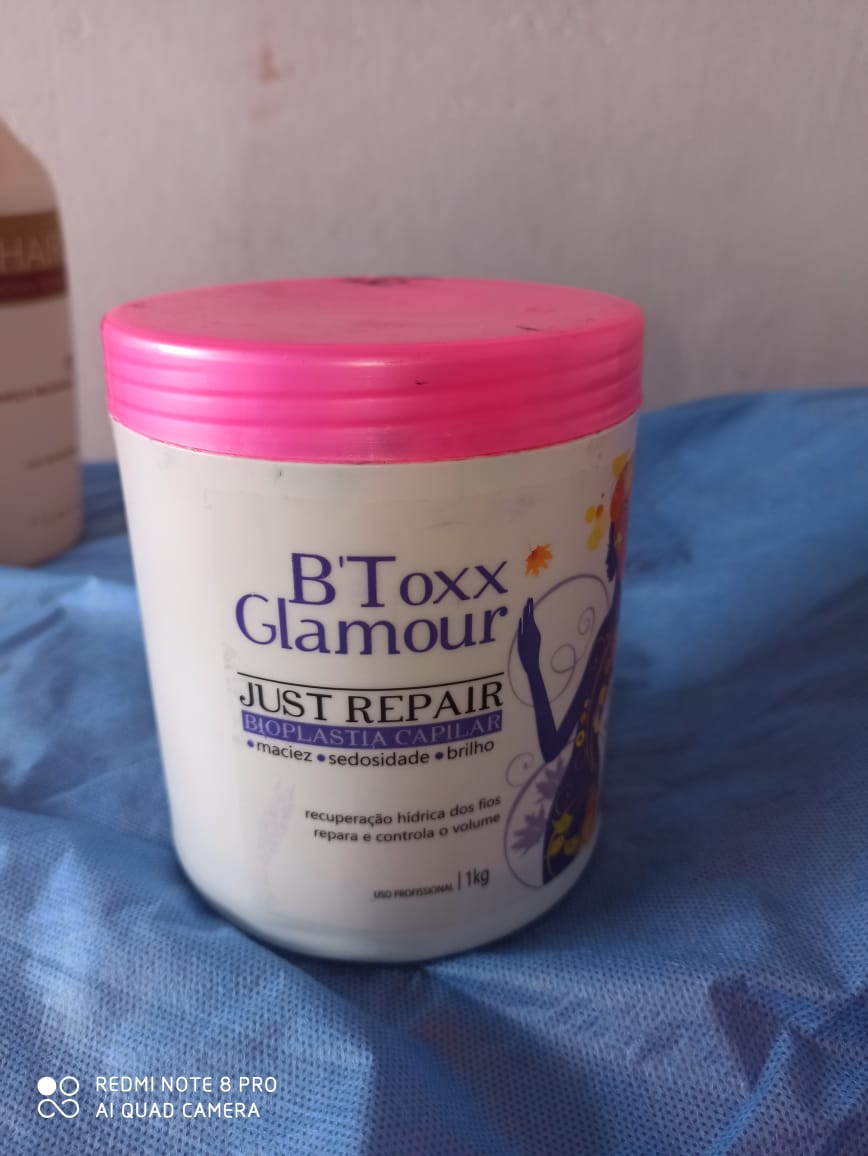 HAIR
B'Toxx
Glamour
JUST REPAIR
BIOPLASTIA CAPILAR
•maciez •sedosidade •brilho
recuperação hídrica dos fios
repara e controla o volume
USO PROFISSIONAL | 1kg
REDMI NOTE 8 PRO
AI QUAD CAMERA